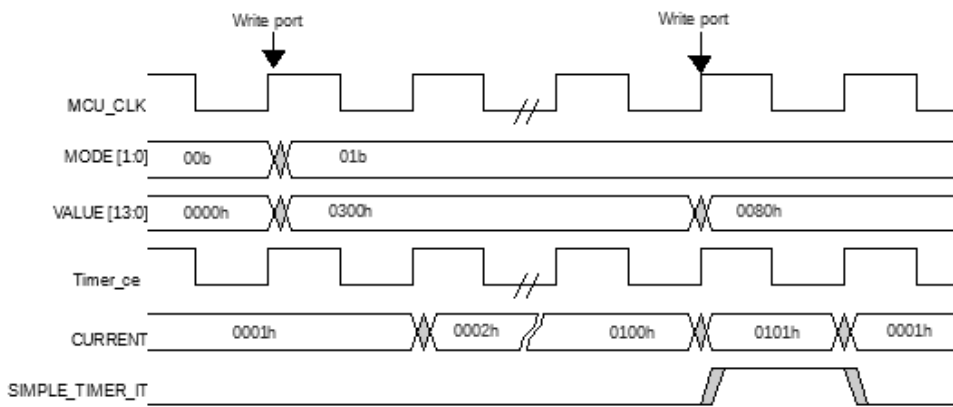 Write port Write port
MCU_CLK
MODE [1:0] 00b 01b
VALUE [13:0] 0000h 0300h 0080h
Timer_ce
CURRENT 0001h 0002h 0100h 0101h 0001h
SIMPLE_TIMER_IT